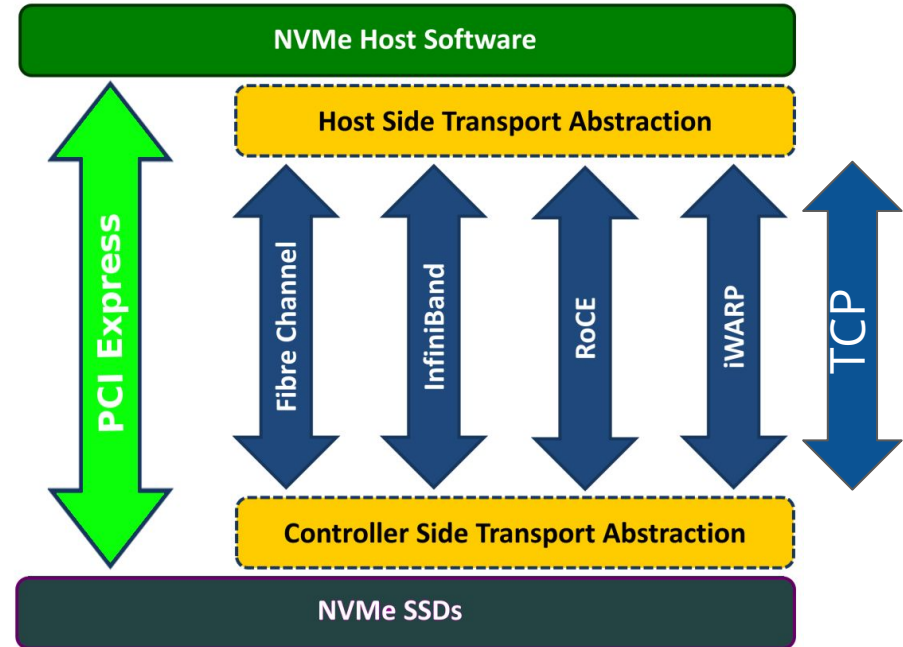 NVMe Host Software
Host Side Transport Abstraction
PCI Express
Fibre Channel
InfiniBand
RoCE
iWARP
TCP
Controller Side Transport Abstraction
NVMe SSDs